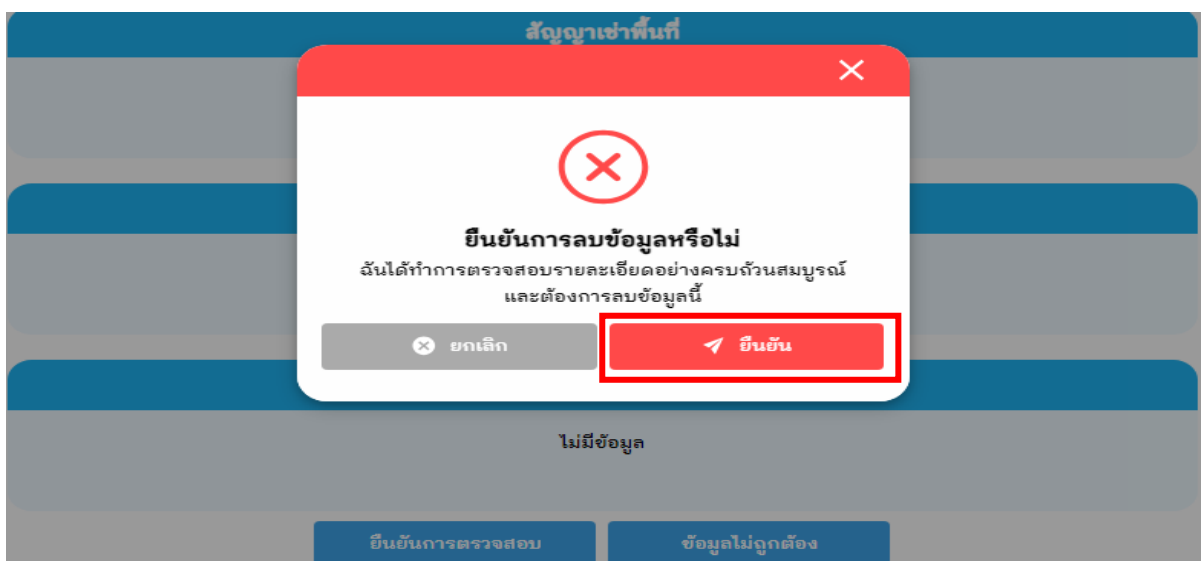 สัญญาเช่าพื้นที่
ยืนยันการลบข้อมูลหรือไม่
ฉันได้ทำการตรวจสอบรายละเอียดอย่างครบถ้วนสมบูรณ์
และต้องการลบข้อมูลนี้
ยกเลิก
ยืนยัน
ไม่มีข้อมูล
ยืนยันการตรวจสอบ
ข้อมูลไม่ถูกต้อง